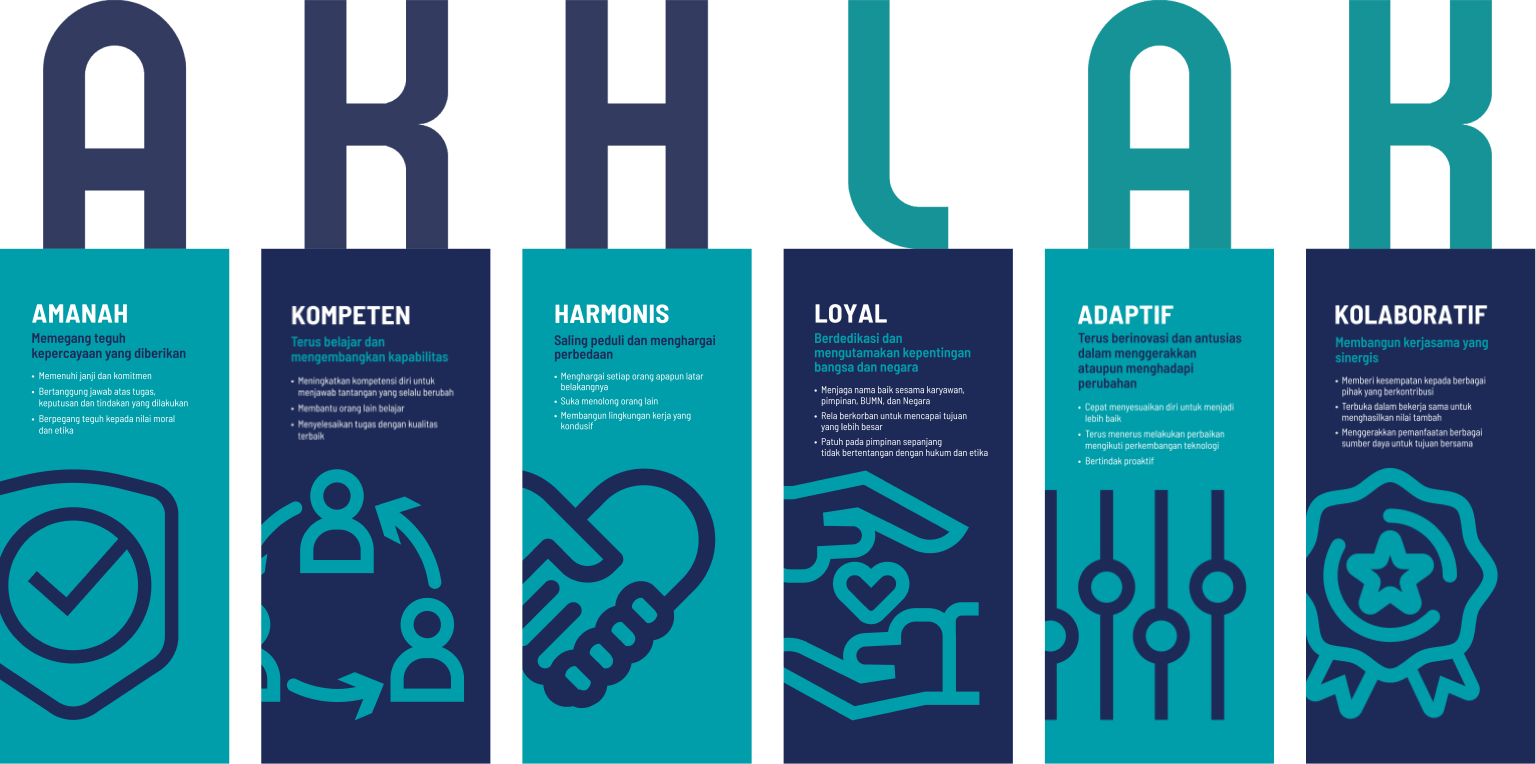 AKHLAK
AMANAH
Memegang teguh
kepercayaan yang diberikan
• Memenuhi janji dan komitmen
• Bertanggung jawab atas tugas,
keputusan dan tindakan yang dilakukan
• Berpegang teguh kepada nilai moral
dan etika
KOMPETEN
Terus belajar dan
mengembangkan kapabilitas
• Meningkatkan kompetensi diri untuk
menjawab tantangan yang selalu berubah
• Membantu orang lain belajar
• Menyelesaikan tugas dengan kualitas
terbaik
HARMONIS
Saling peduli dan menghargai
perbedaan
• Menghargai setiap orang apapun latar
belakangnya
• Suka menolong orang lain
• Membangun lingkungan kerja yang
kondusif
LOYAL
Berdedikasi dan
mengutamakan kepentingan
bangsa dan negara
• Menjaga nama baik sesama karyawan,
pimpinan, BUMN, dan Negara
• Rela berkorban untuk mencapai tujuan
yang lebih besar
• Patuh pada pimpinan sepanjang
tidak bertentangan dengan hukum dan etika
ADAPTIF
Terus berinovasi dan antusias
dalam menggerakkan
ataupun menghadapi
perubahan
• Cepat menyesuaikan diri untuk menjadi
lebih baik
• Terus menerus melakukan perbaikan
mengikuti perkembangan teknologi
• Bertindak proaktif
KOLABORATIF
Membangun kerjasama yang
sinergis
• Memberi kesempatan kepada berbagai
pihak yang berkontribusi
• Terbuka dalam bekerja sama untuk
menghasilkan nilai tambah
• Menggerakkan pemanfaatan berbagai
sumber daya untuk tujuan bersama